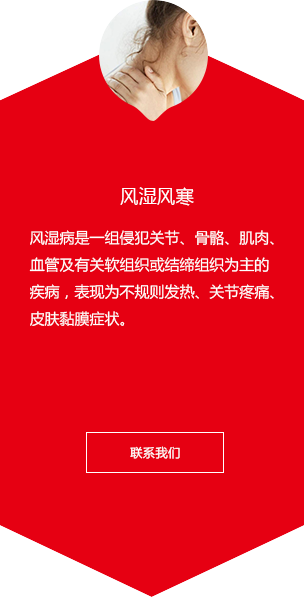 风湿风寒
风湿病是一组侵犯关节、骨骼、肌肉、
血管及有关软组织或结缔组织为主的
疾病，表现为不规则发热、关节疼痛、
皮肤黏膜症状。
联系我们